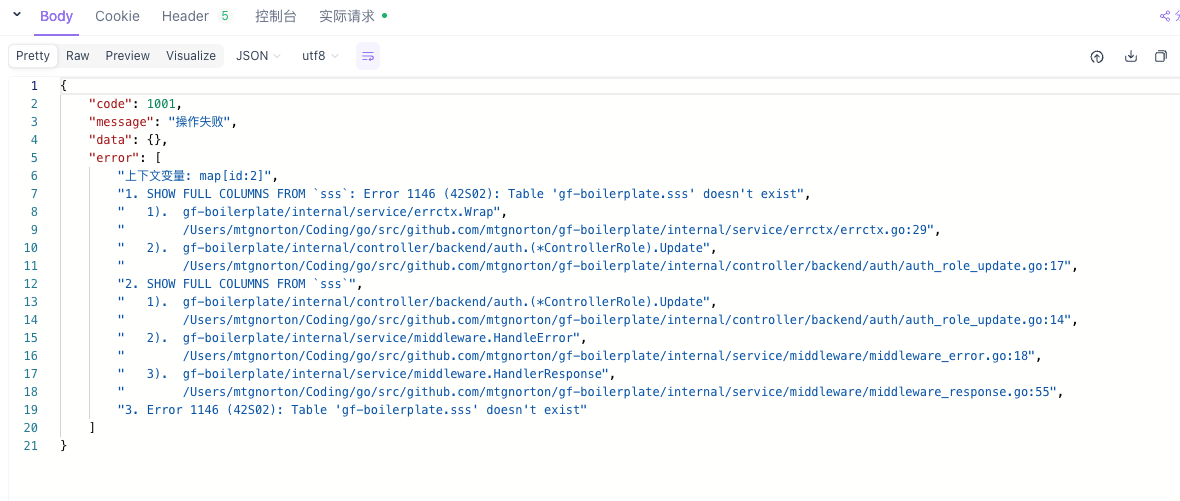 Body Cookie Header 5 控制台 实际请求
Pretty Raw Preview Visualize JSON utf8
1 {
2 "code": 1001,
3 "message": "操作失败",
4 "data": {},
5 "error": [
6 "上下文变量: map[id:2]",
7 "1. SHOW FULL COLUMNS FROM `sss`: Error 1146 (42S02): Table 'gf-boilerplate.sss' doesn't exist",
8 "   1).  gf-boilerplate/internal/service/errctx.Wrap",
9 "        /Users/mtgnorton/Coding/go/src/github.com/mtgnorton/gf-boilerplate/internal/service/errctx/errctx.go:29",
10 "   2).  gf-boilerplate/internal/controller/backend/auth.(*ControllerRole).Update",
11 "        /Users/mtgnorton/Coding/go/src/github.com/mtgnorton/gf-boilerplate/internal/controller/backend/auth/auth_role_update.go:17",
12 "2. SHOW FULL COLUMNS FROM `sss`",
13 "   1).  gf-boilerplate/internal/controller/backend/auth.(*ControllerRole).Update",
14 "        /Users/mtgnorton/Coding/go/src/github.com/mtgnorton/gf-boilerplate/internal/controller/backend/auth/auth_role_update.go:14",
15 "   2).  gf-boilerplate/internal/service/middleware.HandleError",
16 "        /Users/mtgnorton/Coding/go/src/github.com/mtgnorton/gf-boilerplate/internal/service/middleware/middleware_error.go:18",
17 "   3).  gf-boilerplate/internal/service/middleware.HandlerResponse",
18 "        /Users/mtgnorton/Coding/go/src/github.com/mtgnorton/gf-boilerplate/internal/service/middleware/middleware_response.go:55",
19 "3. Error 1146 (42S02): Table 'gf-boilerplate.sss' doesn't exist"
20 ]
21 }